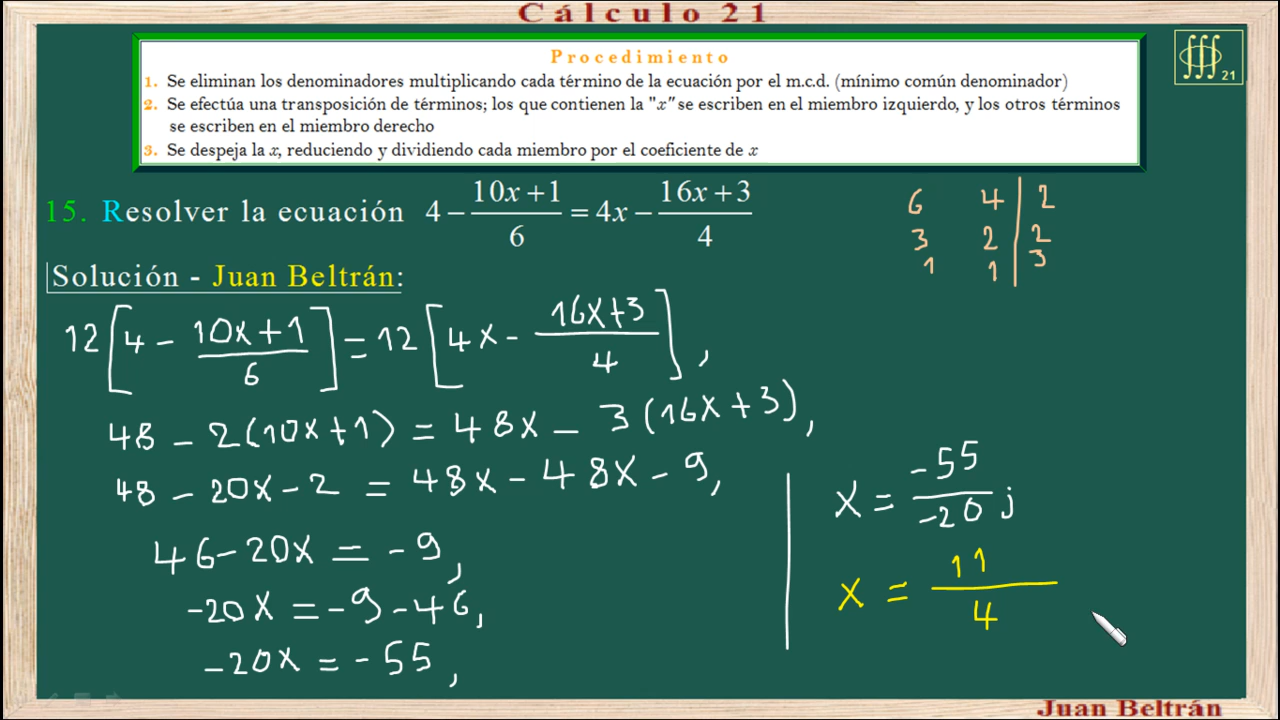 Cálculo 21
Procedimiento
1. Se eliminan los denominadores multiplicando cada término de la ecuación por el m.c.d. (mínimo común denominador)
2. Se efectúa una transposición de términos; los que contienen la "x" se escriben en el miembro izquierdo, y los otros términos
se escriben en el miembro derecho
3. Se despeja la x, reduciendo y dividiendo cada miembro por el coeficiente de x
∫∫∫ 21
15. Resolver la ecuación 4 - (10x + 1)/6 = 4x - (16x + 3)/4
6 4 | 2
3 2 | 2
1 1 | 3
Solución - Juan Beltrán:
12[4 - (10x + 1)/6] = 12[4x - (16x + 3)/4],
48 - 2(10x + 1) = 48x - 3(16x + 3),
48 - 20x - 2 = 48x - 48x - 9,
46 - 20x = -9,
-20x = -9 - 46,
-20x = -55,
x = -55/-20;
x = 11/4
Juan Beltrán